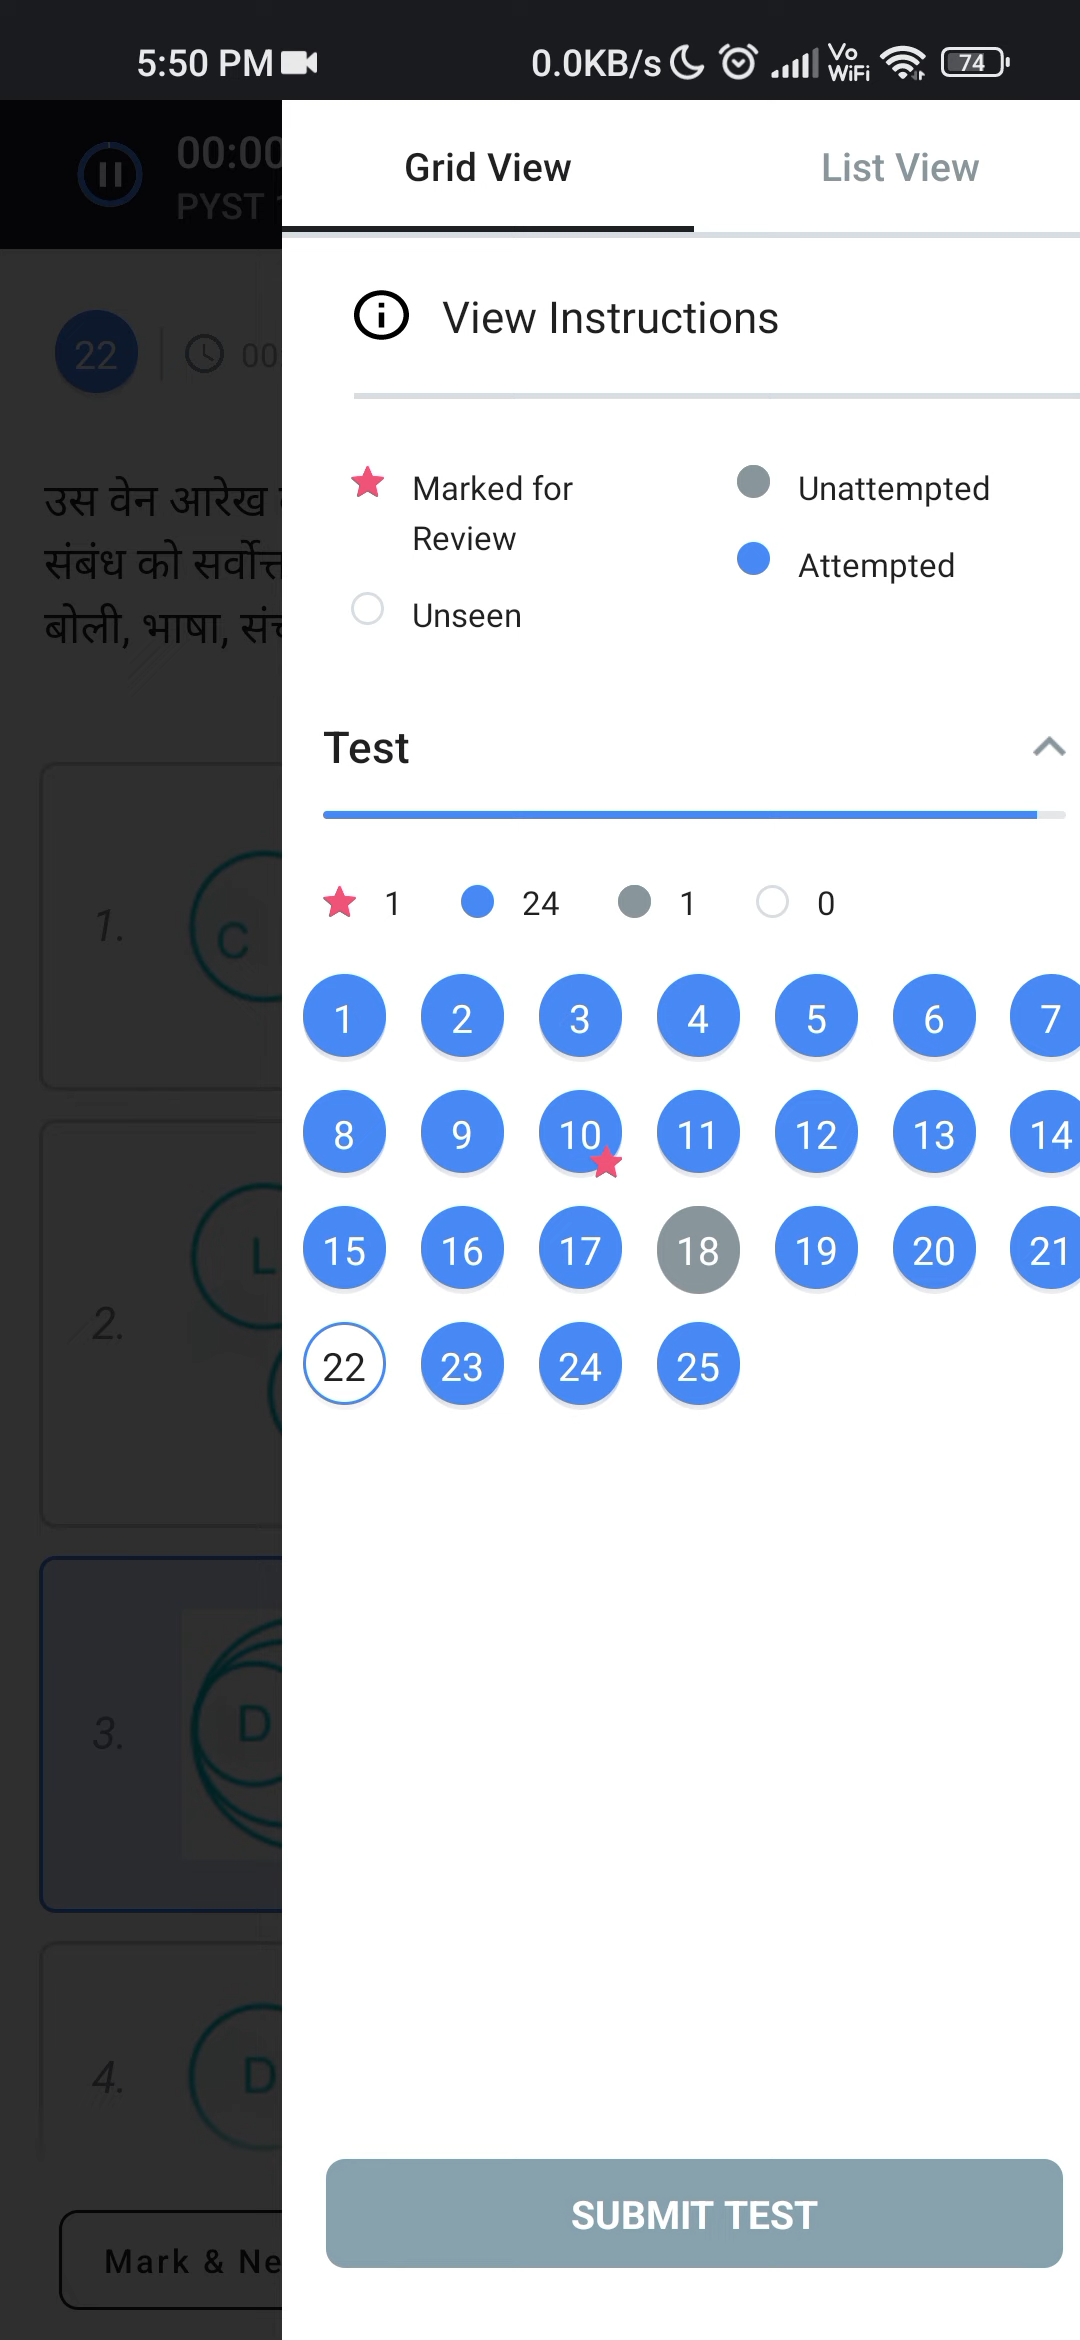 5:50 PM 0.0KB/s Vo WiFi 74
00:00
PYST
Grid View List View
View Instructions
22 00
Marked for Review
Unattempted
Attempted
Unseen
उस वेन आरेख
संबंध को
बोली, भाषा,
Test
1 24 1 0
1 2 3 4 5 6 7
8 9 10 11 12 13 14
15 16 17 18 19 20 21
22 23 24 25
1. C
2. L
3. D
4. D
SUBMIT TEST
Mark &